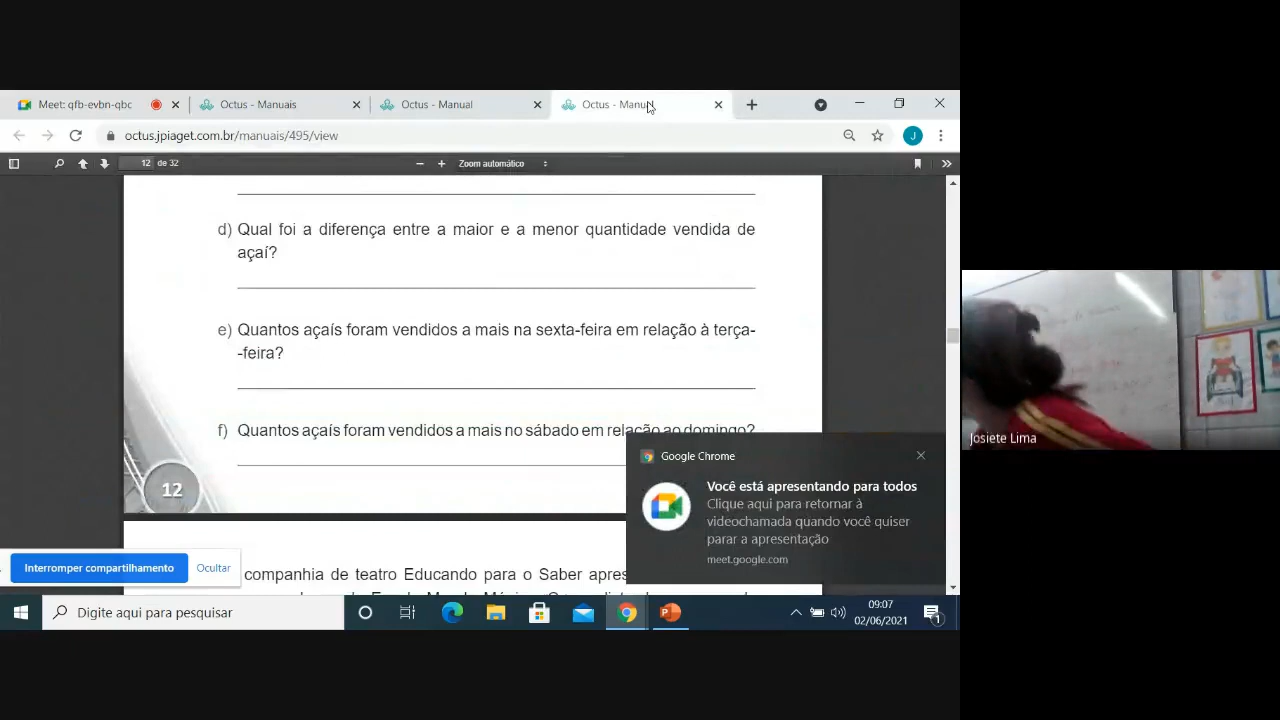 Meet: qfb-evbn-qbc
Octus - Manuais
Octus - Manual
Octus - Manual
octus.jpiaget.com.br/manuais/495/view
J
12 de 32
Zoom automático
d) Qual foi a diferença entre a maior e a menor quantidade vendida de
açaí?
e) Quantos açaís foram vendidos a mais na sexta-feira em relação à terça-
-feira?
f) Quantos açaís foram vendidos a mais no sábado em relação ao domingo?
12
Google Chrome
Você está apresentando para todos
Clique aqui para retornar à
videochamada quando você quiser
parar a apresentação
meet.google.com
Interromper compartilhamento
Ocultar
companhia de teatro Educando para o Saber
Digite aqui para pesquisar
09:07
02/06/2021
1
Josiete Lima